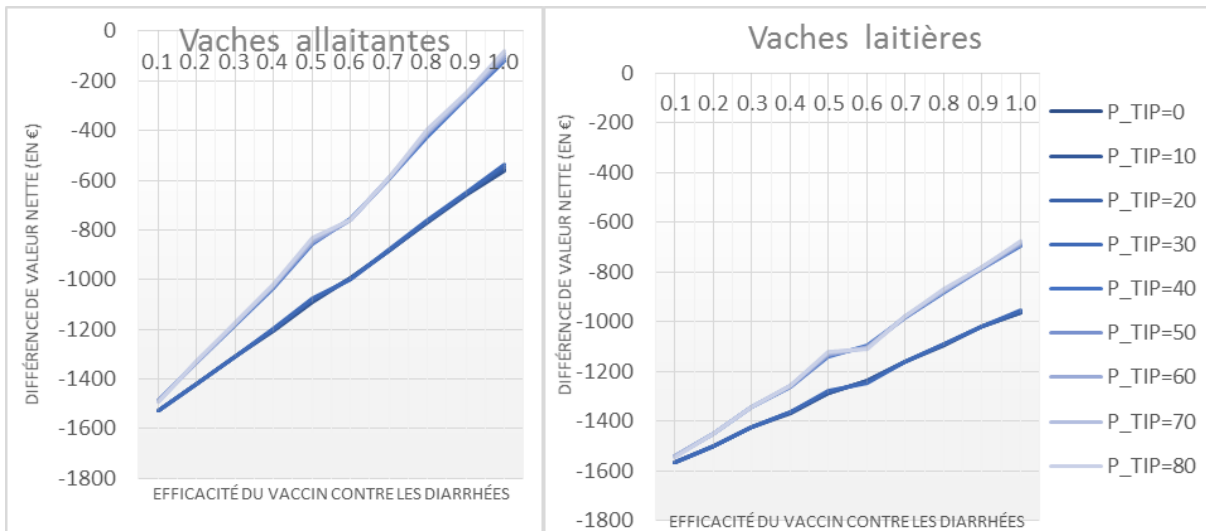 Vaches allaitantes
0
-200
-400
-600
-800
-1000
-1200
-1400
-1600
-1800
0.1 0.2 0.3 0.4 0.5 0.6 0.7 0.8 0.9 1.0
DIFFÉRENCE DE VALEUR NETTE (EN €)
EFFICACITÉ DU VACCIN CONTRE LES DIARRHÉES
Vaches laitières
0
-200
-400
-600
-800
-1000
-1200
-1400
-1600
-1800
0.1 0.2 0.3 0.4 0.5 0.6 0.7 0.8 0.9 1.0
DIFFÉRENCE DE VALEUR NETTE (EN €)
EFFICACITÉ DU VACCIN CONTRE LES DIARRHÉES
P_TIP=0
P_TIP=10
P_TIP=20
P_TIP=30
P_TIP=40
P_TIP=50
P_TIP=60
P_TIP=70
P_TIP=80